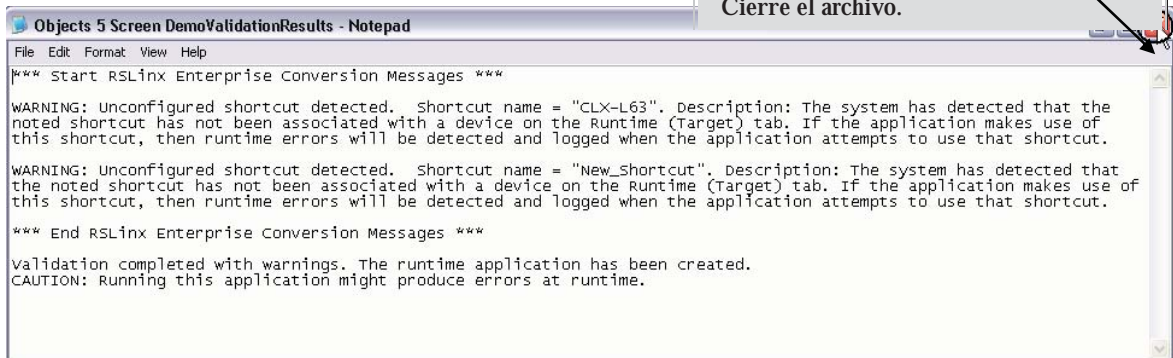 Cierre el archivo.
Objects 5 Screen DemoValidationResults - Notepad
File Edit Format View Help
*** Start RSLinx Enterprise Conversion Messages ***
WARNING: Unconfigured shortcut detected. Shortcut name = "CLX-L63". Description: The system has detected that the
noted shortcut has not been associated with a device on the Runtime (Target) tab. If the application makes use of
this shortcut, then runtime errors will be detected and logged when the application attempts to use that shortcut.
WARNING: Unconfigured shortcut detected. Shortcut name = "New_Shortcut". Description: The system has detected that
the noted shortcut has not been associated with a device on the Runtime (Target) tab. If the application makes use of
this shortcut, then runtime errors will be detected and logged when the application attempts to use that shortcut.
*** End RSLinx Enterprise Conversion Messages ***
Validation completed with warnings. The runtime application has been created.
CAUTION: Running this application might produce errors at runtime.